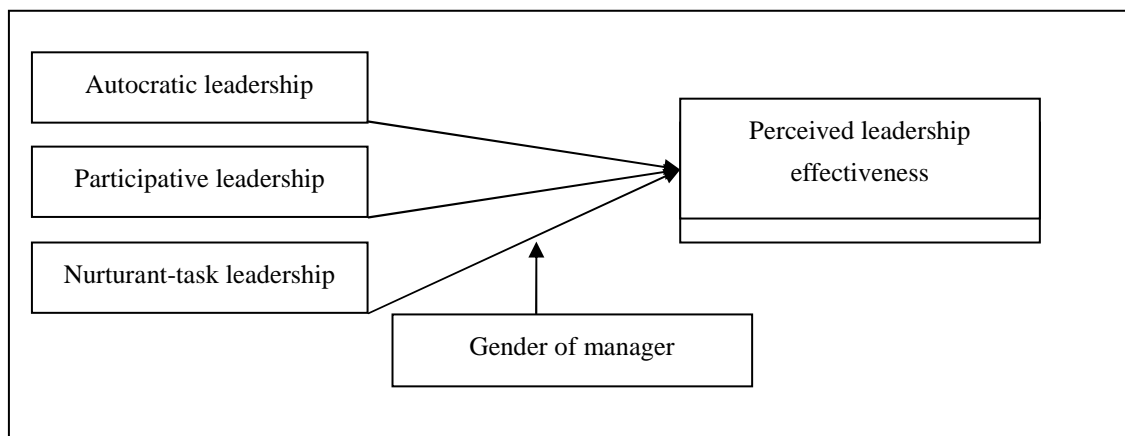 Autocratic leadership
Participative leadership
Nurturant-task leadership
Perceived leadership
effectiveness
Gender of manager